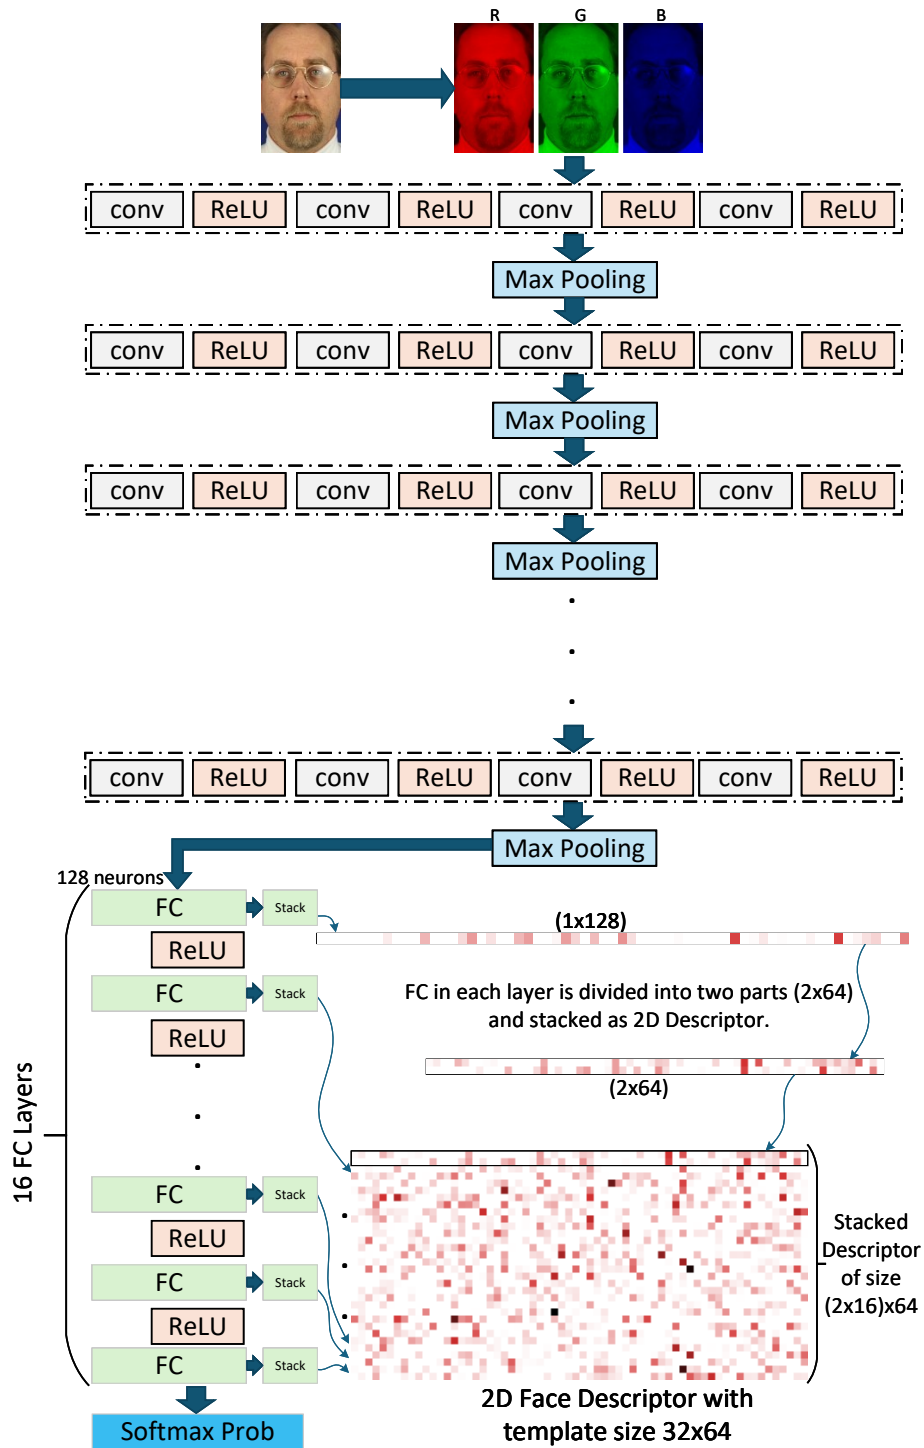 R G B
conv ReLU conv ReLU conv ReLU conv ReLU
Max Pooling
conv ReLU conv ReLU conv ReLU conv ReLU
Max Pooling
conv ReLU conv ReLU conv ReLU conv ReLU
Max Pooling
.
.
.
conv ReLU conv ReLU conv ReLU conv ReLU
Max Pooling
128 neurons
FC Stack
(1x128)
ReLU
FC Stack
FC in each layer is divided into two parts (2x64)
and stacked as 2D Descriptor.
ReLU
(2x64)
.
.
.
16 FC Layers
FC Stack
ReLU
FC Stack
ReLU
FC Stack
.
.
.
Stacked
Descriptor
of size
(2x16)x64
Softmax Prob
2D Face Descriptor with
template size 32x64